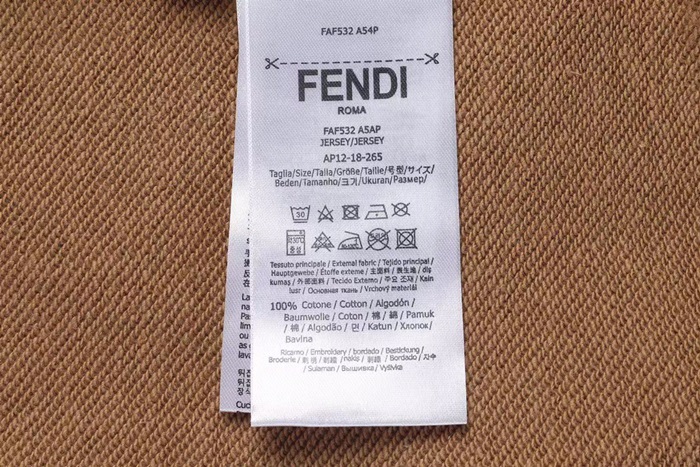 FAF532 A54P
FENDI
ROMA
FAF532 A5AP
JERSEY/JERSEY
AP12-18-265
Taglia/Size/Talla/Größe/Taille/号型/サイズ/
Beden/Tamanho/크기/Ukuran/Размер/
30
Tessuto principale / External fabric / Tejido principal /
Hauptgewebe / Étoffe externe / 主面料 / 表生地 / dış
kumaş / 外部面料 / Tecido externo / 주요 소재 / Kain
luar / Основная ткань / Vrchový materiál
100% Cotone / Cotton / Algodón /
Baumwolle / Coton / 棉 / 綿 / Pamuk
/ 棉 / Algodão / 면 / Katun / Хлопок/
Bavlna
Ricamo / Embroidery / bordado / Bestickung /
Broderie / 刺绣 / 刺繍 / nakış / 刺繡 / Bordado / 자수
/ Sulaman / Вышивка / Vyšívka